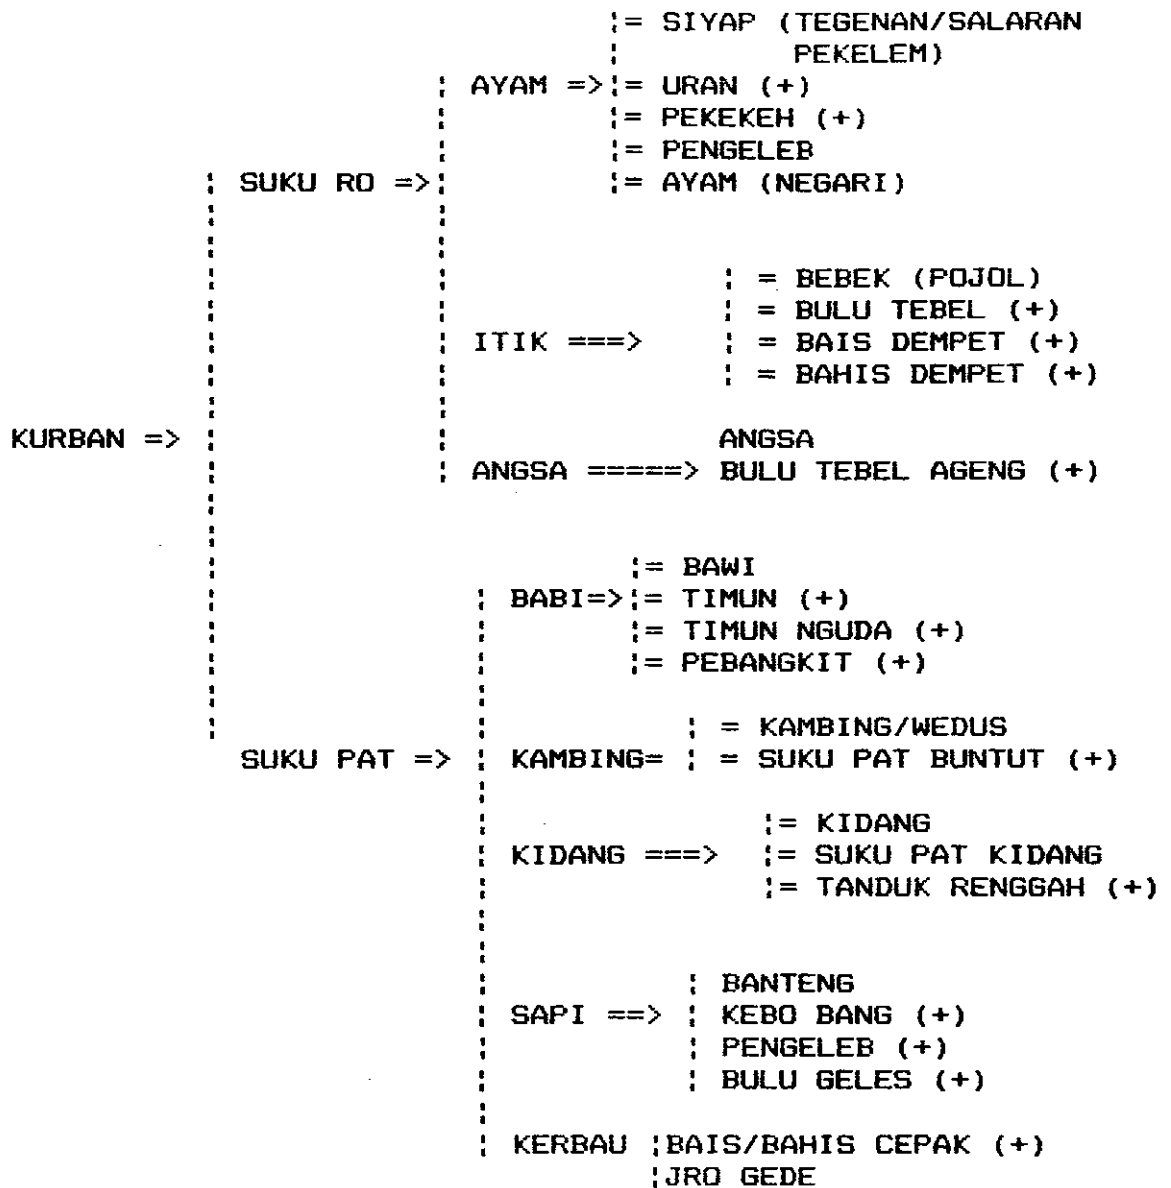 ¦= SIYAP (TEGENAN/SALARAN
PEKELEM)
AYAM =>¦= URAN (+)
¦= PEKEKEH (+)
¦= PENGELEB
SUKU RO =>¦ ¦= AYAM (NEGARI)
¦ = BEBEK (POJOL)
¦ = BULU TEBEL (+)
ITIK ===> ¦ = BAIS DEMPET (+)
¦ = BAHIS DEMPET (+)
KURBAN => ANGSA
ANGSA =====> BULU TEBEL AGENG (+)
¦= BAWI
BABI=>¦= TIMUN (+)
¦= TIMUN NGUDA (+)
¦= PEBANGKIT (+)
¦ = KAMBING/WEDUS
SUKU PAT => ¦ KAMBING= ¦ = SUKU PAT BUNTUT (+)
¦= KIDANG
KIDANG ===> ¦= SUKU PAT KIDANG
¦= TANDUK RENGGAH (+)
¦ BANTENG
SAPI ==> ¦ KEBO BANG (+)
¦ PENGELEB (+)
¦ BULU GELES (+)
KERBAU ¦BAIS/BAHIS CEPAK (+)
¦JRO GEDE